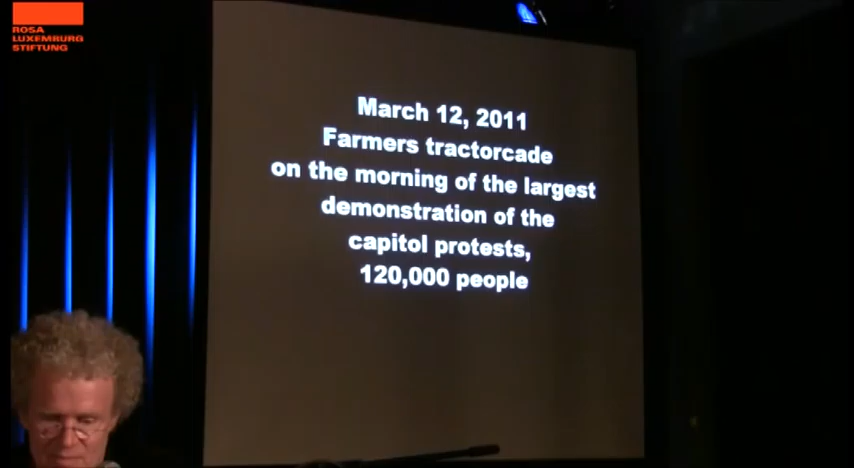 ROSA
LUXEMBURG
STIFTUNG
March 12, 2011
Farmers tractorcade
on the morning of the largest
demonstration of the
capitol protests,
120,000 people